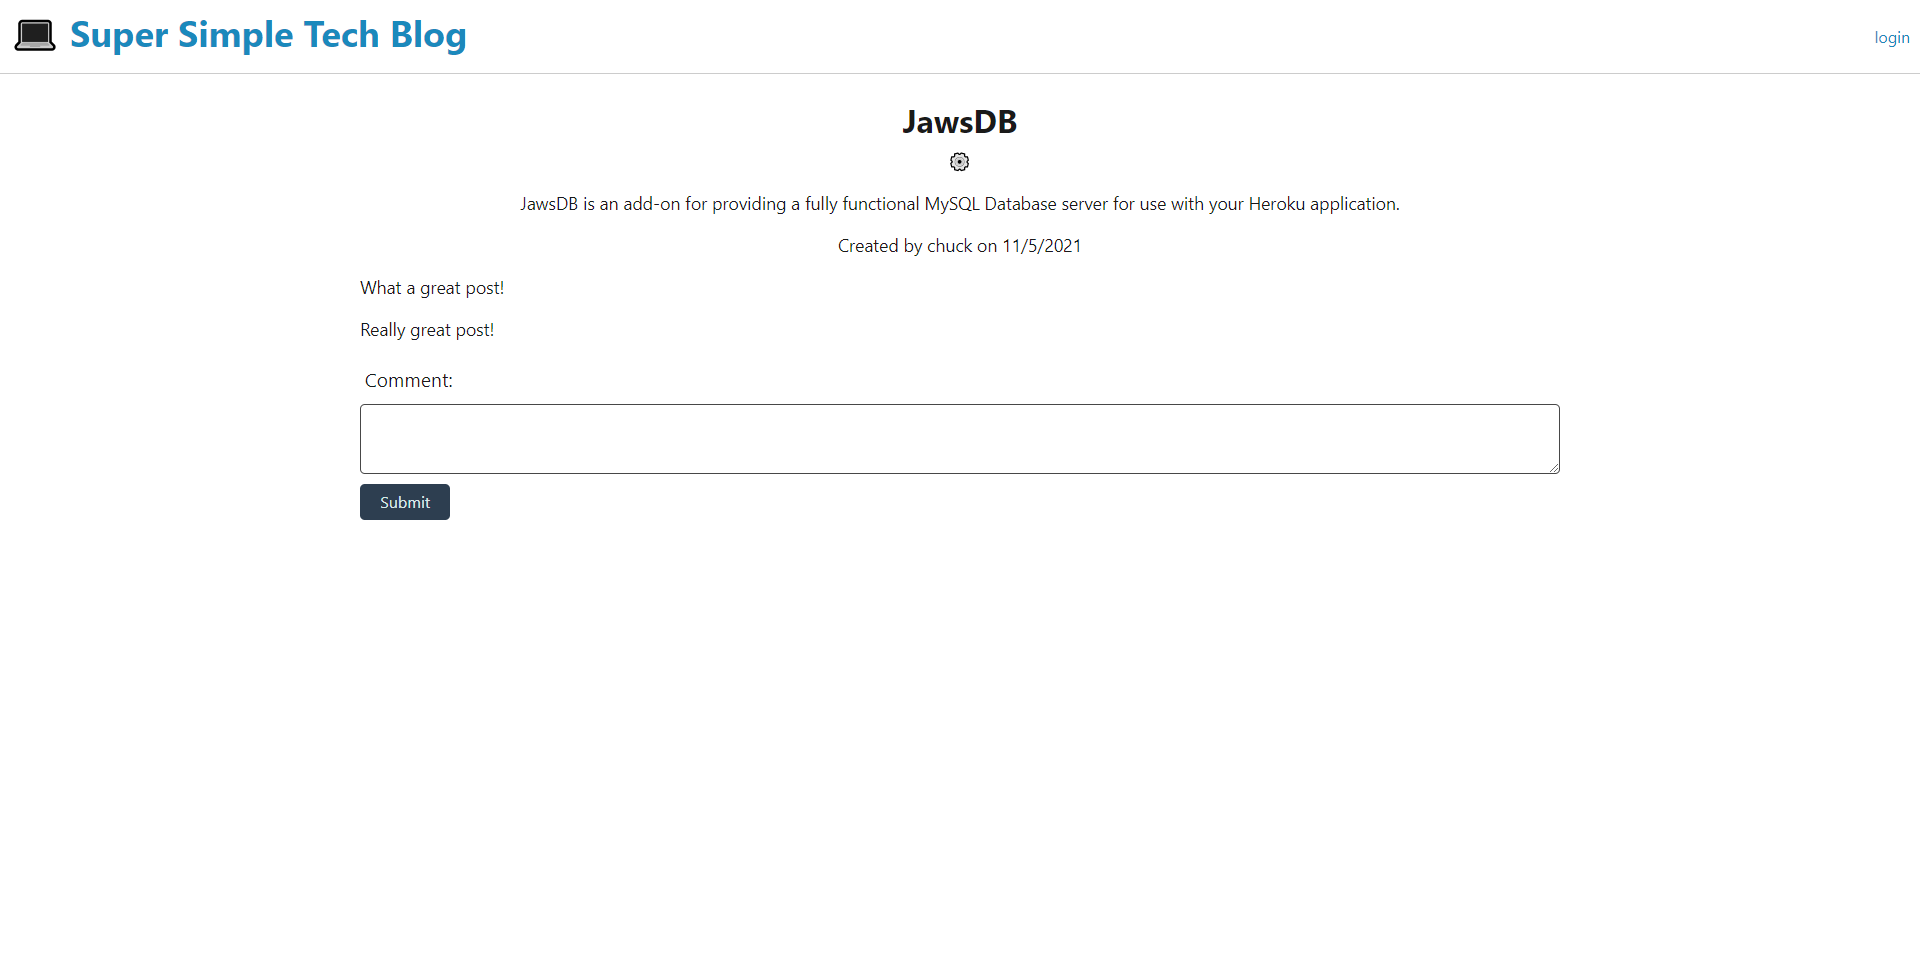 Super Simple Tech Blog
login
JawsDB
JawsDB is an add-on for providing a fully functional MySQL Database server for use with your Heroku application.
Created by chuck on 11/5/2021
What a great post!
Really great post!
Comment:
Submit